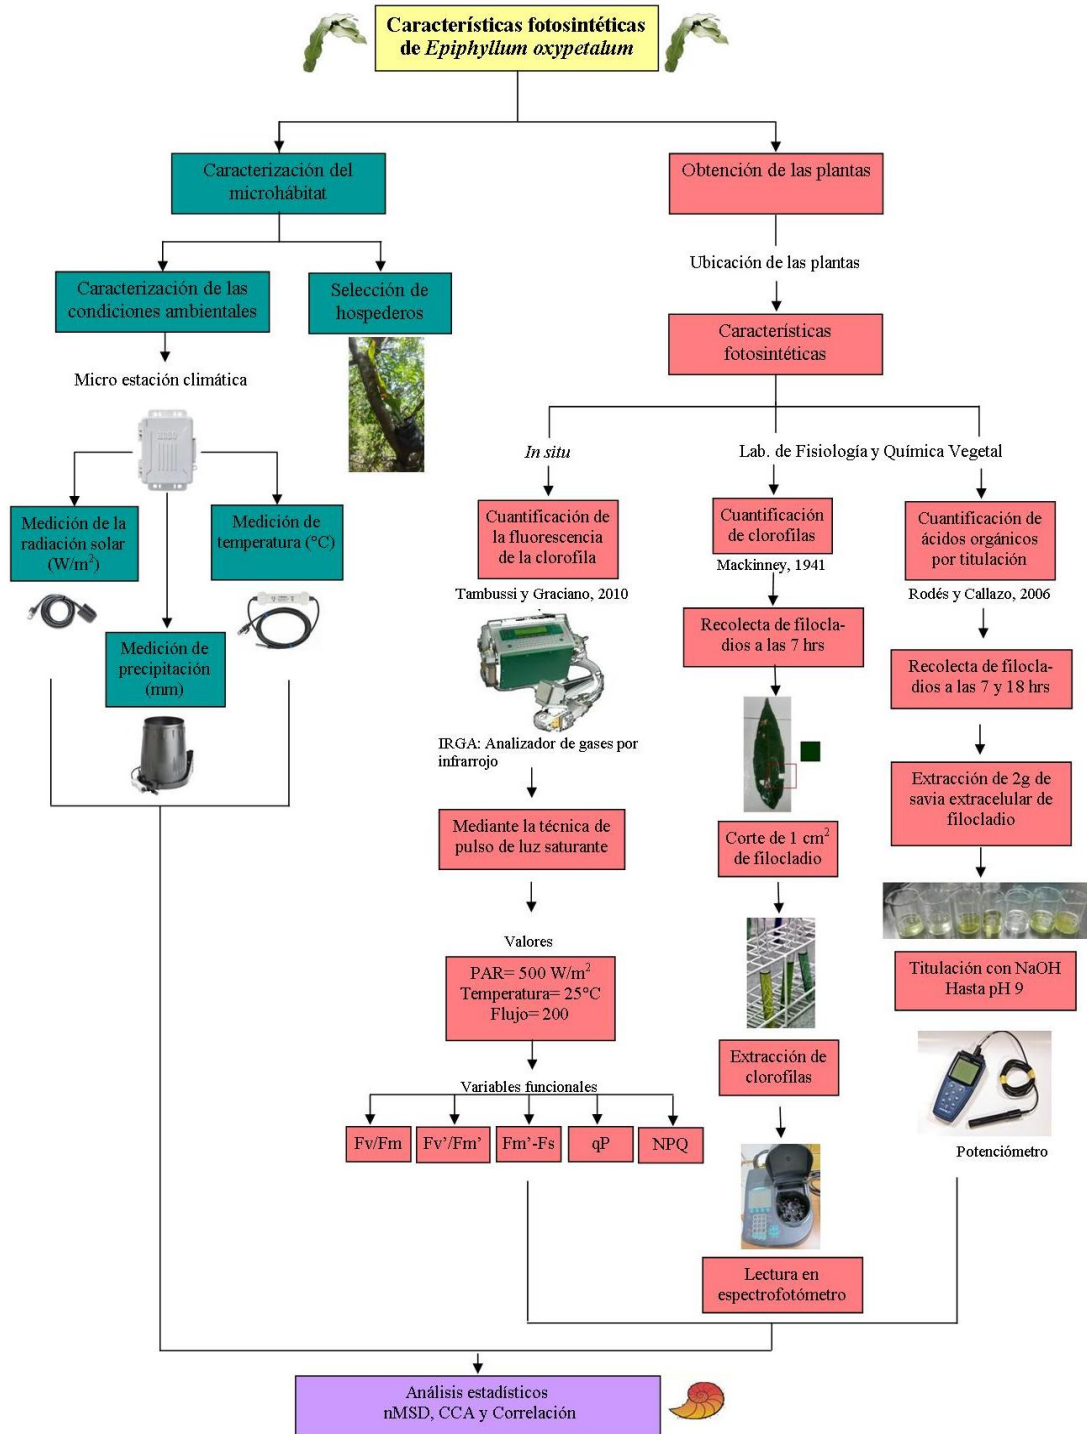 Características fotosintéticas
de Epiphyllum oxypetalum
Caracterización del
microhábitat
Obtención de las plantas
Ubicación de las plantas
Caracterización de las
condiciones ambientales
Selección de
hospederos
Características
fotosintéticas
Micro estación climática
In situ
Lab. de Fisiología y Química Vegetal
Medición de la
radiación solar
(W/m²)
Medición de
temperatura (°C)
Medición de
precipitación
(mm)
Cuantificación de
la fluorescencia
de la clorofila
Tambussi y Graciano, 2010
IRGA: Analizador de gases por
infrarrojo
Mediante la técnica de
pulso de luz saturante
Valores
PAR= 500 W/m²
Temperatura= 25°C
Flujo= 200
Variables funcionales
Fv/Fm
Fv’/Fm’
Fm’-Fs
qP
NPQ
Cuantificación
de clorofilas
Mackinney, 1941
Recolecta de filocla-
dios a las 7 hrs
Corte de 1 cm²
de filocladio
Extracción de
clorofilas
Lectura en
espectrofotómetro
Cuantificación de
ácidos orgánicos
por titulación
Rodés y Callazo, 2006
Recolecta de filocla-
dios a las 7 y 18 hrs
Extracción de 2g de
savia extracelular de
filocladio
Titulación con NaOH
Hasta pH 9
Potenciómetro
Análisis estadísticos
nMSD, CCA y Correlación